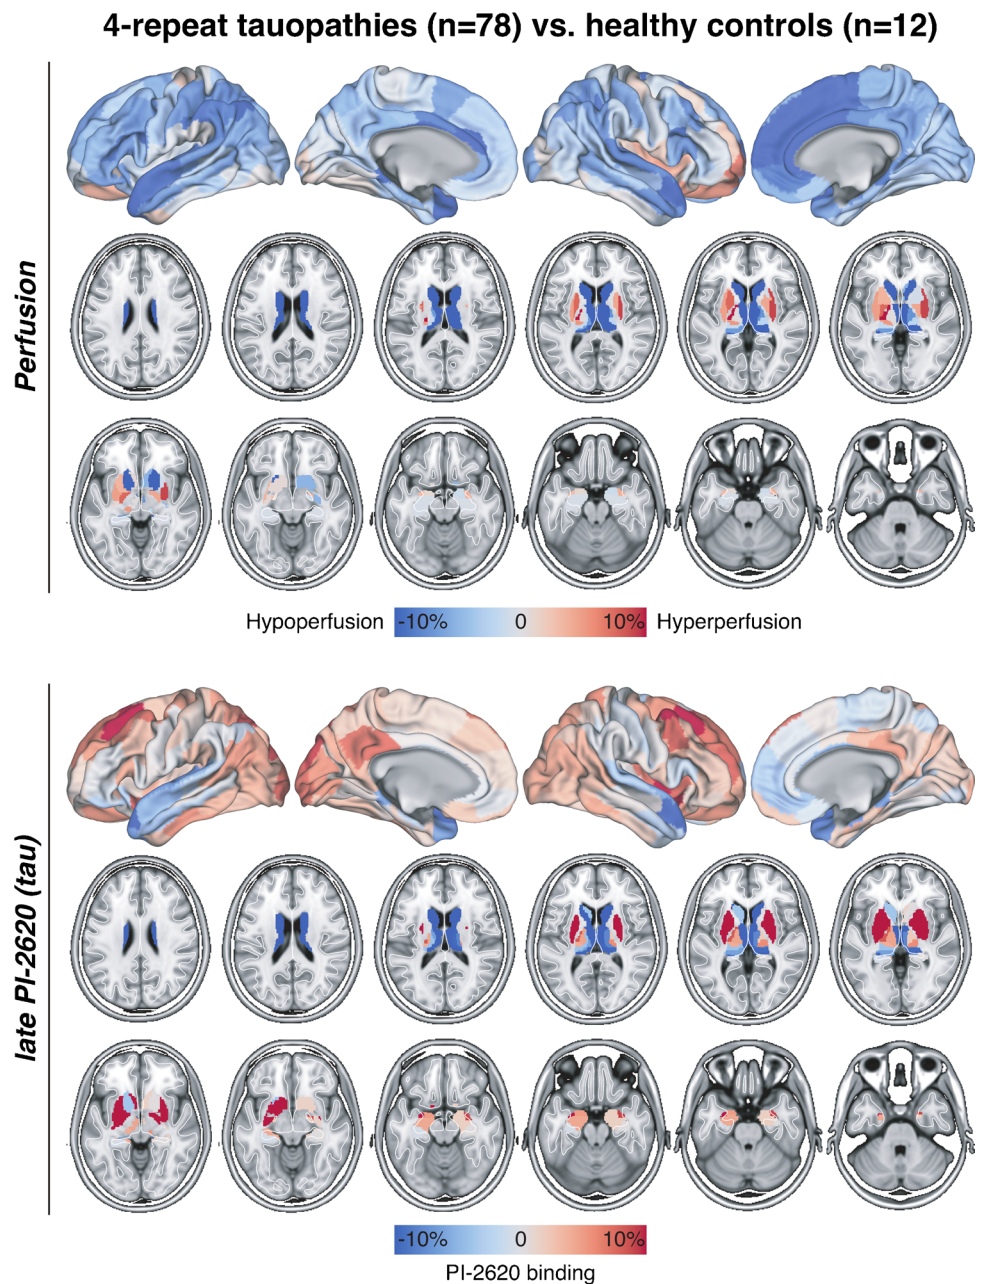 4-repeat tauopathies (n=78) vs. healthy controls (n=12)
Perfusion
Hypoperfusion -10% 0 10% Hyperperfusion
late PI-2620 (tau)
-10% 0 10%
PI-2620 binding